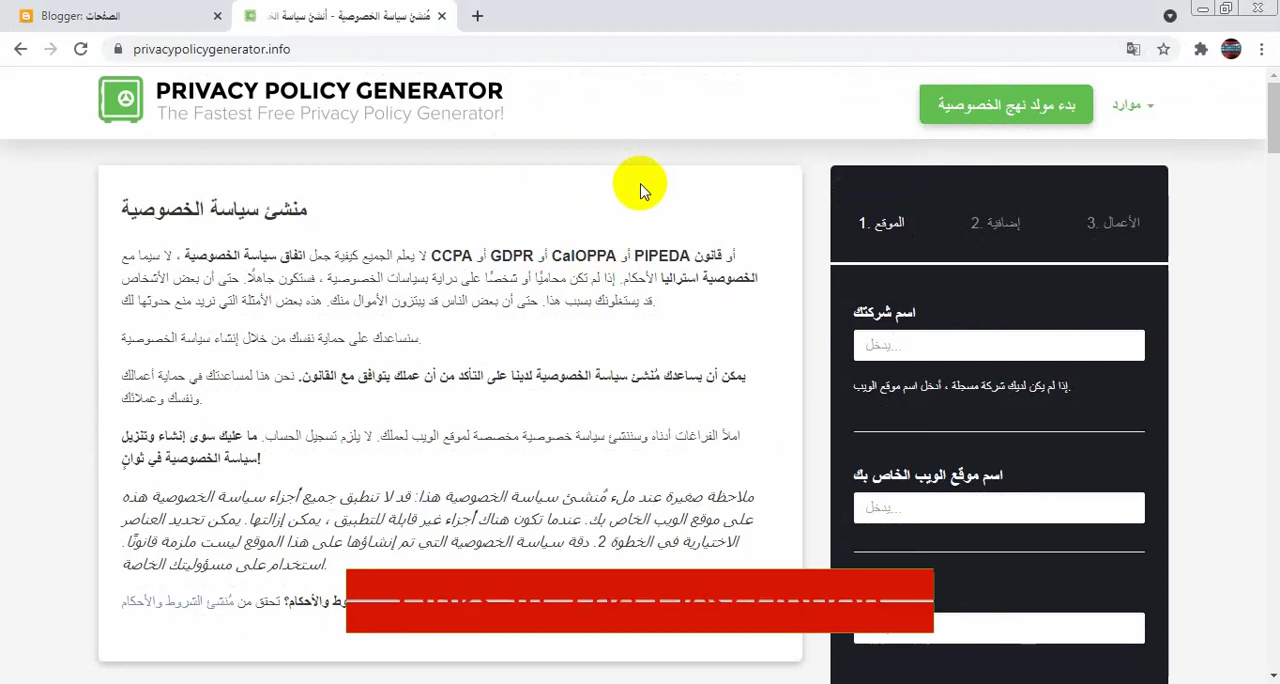 Blogger: الصفحات
مُنشئ سياسة الخصوصية - أنشئ سياسة
privacypolicygenerator.info
PRIVACY POLICY GENERATOR
The Fastest Free Privacy Policy Generator!
بدء مولد نهج الخصوصية
موارد
منشئ سياسة الخصوصية
لا يعلم الجميع كيفية جعل اتفاق سياسة الخصوصية ، لا سيما مع CCPA أو GDPR أو CalOPPA أو PIPEDA أو قانون
الخصوصية استراليا الأحكام. إذا لم تكن محاميًا أو شخصًا على دراية بسياسات الخصوصية ، فستكون جاهلًا. حتى أن بعض الأشخاص
قد يستغلونك بسبب هذا. حتى أن بعض الناس قد يبتزون الأموال منك. هذه بعض الأمثلة التي نريد منع حدوثها لك.
سنساعدك على حماية نفسك من خلال إنشاء سياسة الخصوصية.
يمكن أن يساعدك مُنشئ سياسة الخصوصية لدينا على التأكد من أن عملك يتوافق مع القانون. نحن هنا لمساعدتك في حماية أعمالك
ونفسك وعملائك.
املأ الفراغات أدناه وسننشئ سياسة خصوصية مخصصة لموقع الويب لعملك. لا يلزم تسجيل الحساب. ما عليك سوى إنشاء وتنزيل
سياسة الخصوصية في ثوانٍ!
ملاحظة صغيرة عند ملء مُنشئ سياسة الخصوصية هذا: قد لا تنطبق جميع أجزاء سياسة الخصوصية هذه
على موقع الويب الخاص بك. عندما تكون هناك أجزاء غير قابلة للتطبيق ، يمكن إزالتها. يمكن تحديد العناصر
الاختيارية في الخطوة 2. دقة سياسة الخصوصية التي تم إنشاؤها على هذا الموقع ليست ملزمة قانونًا.
استخدام على مسؤوليتك الخاصة.
والأحكام؟ تحقق من مُنشئ الشروط والأحكام
1. الموقع
2. إضافية
3. الأعمال
اسم شركتك
يدخل...
إذا لم يكن لديك شركة مسجلة ، أدخل اسم موقع الويب.
اسم موقع الويب الخاص بك
يدخل...